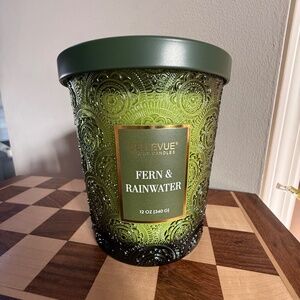 FERN &
RAINWATER
12 OZ (340 G)